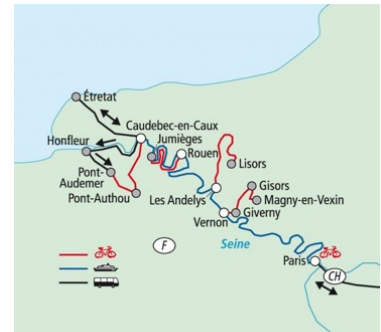 Étretat
Caudebec-en-Caux
Honfleur
Jumièges
Rouen
Lisors
Pont-
Audemer
Pont-Authou
Les Andelys
Gisors
Magny-en-Vexin
Vernon
Giverny
F
Seine
Paris
CH